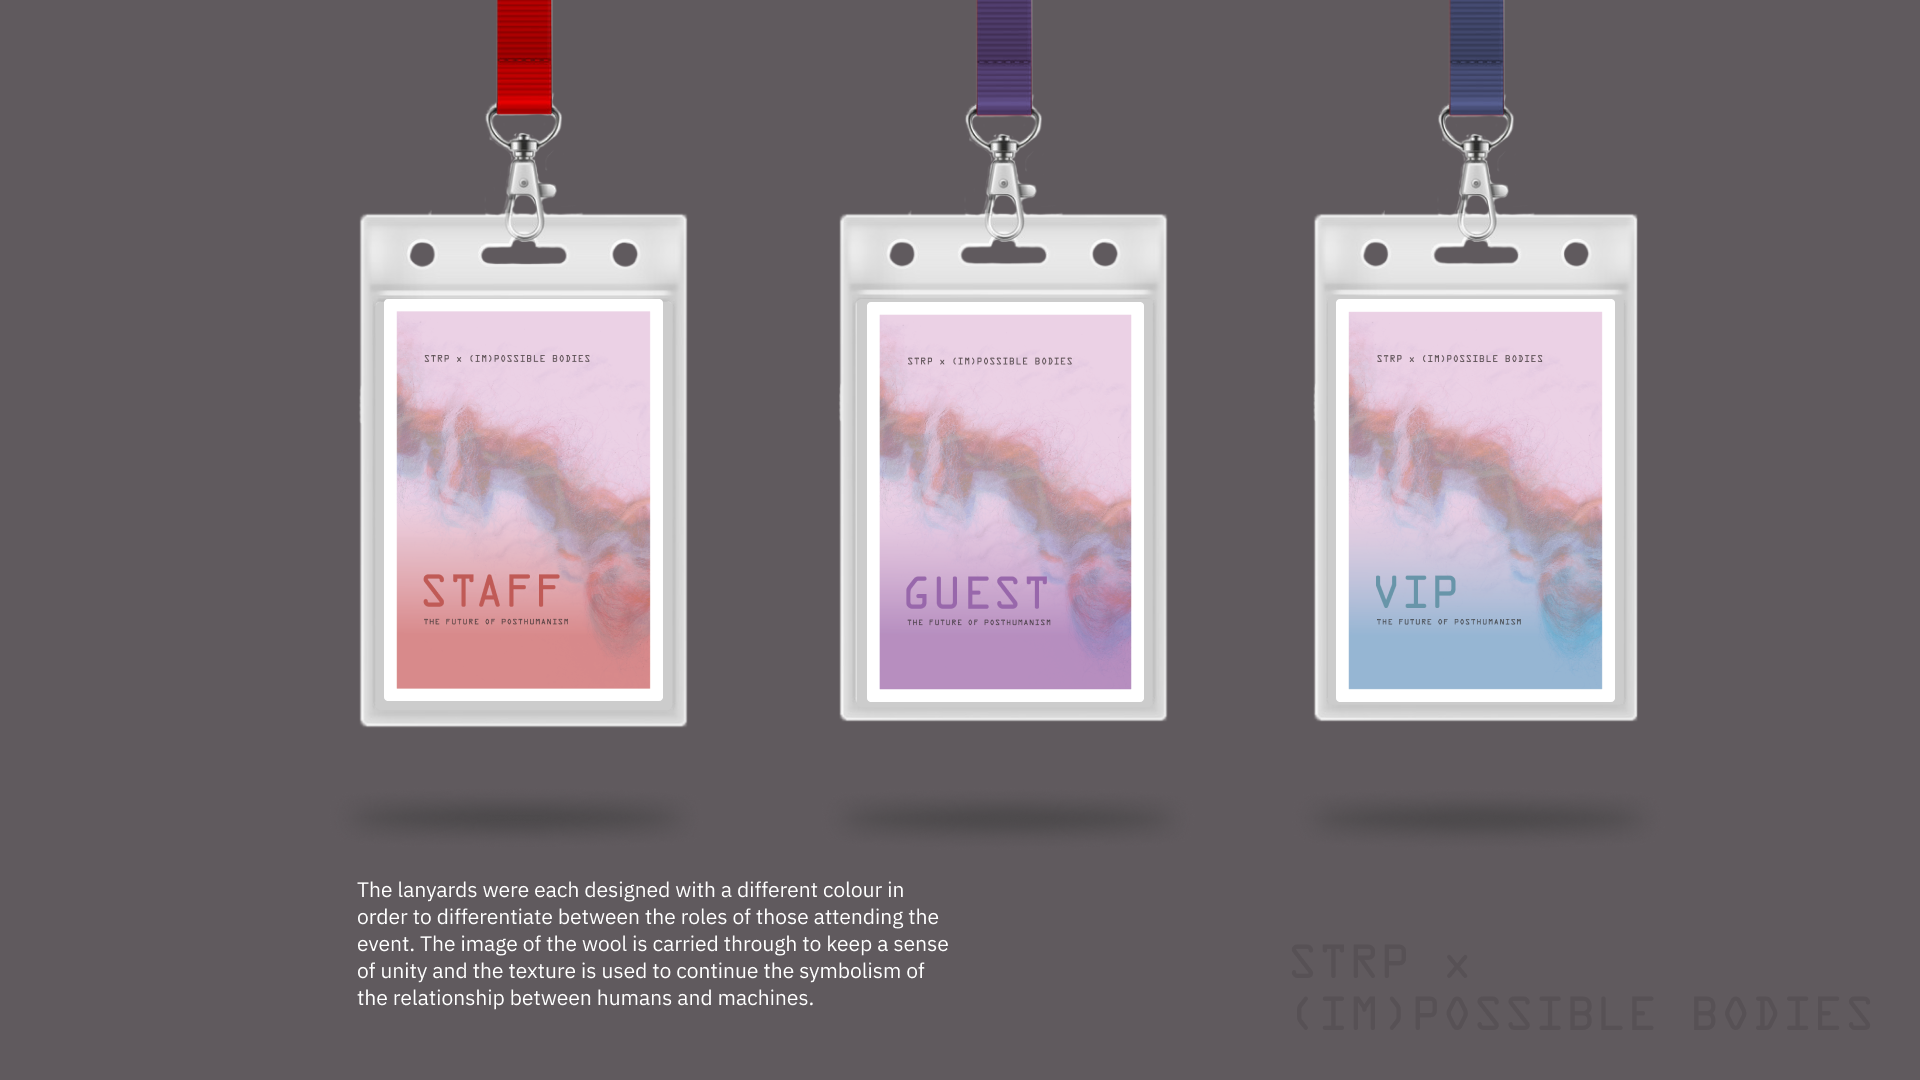 STRP x (IM)POSSIBLE BODIES
STAFF
THE FUTURE OF POSTHUMANISM
STRP x (IM)POSSIBLE BODIES
GUEST
THE FUTURE OF POSTHUMANISM
STRP x (IM)POSSIBLE BODIES
VIP
THE FUTURE OF POSTHUMANISM
The lanyards were each designed with a different colour in
order to differentiate between the roles of those attending the
event. The image of the wool is carried through to keep a sense
of unity and the texture is used to continue the symbolism of
the relationship between humans and machines.
STRP x
(IM)POSSIBLE BODIES